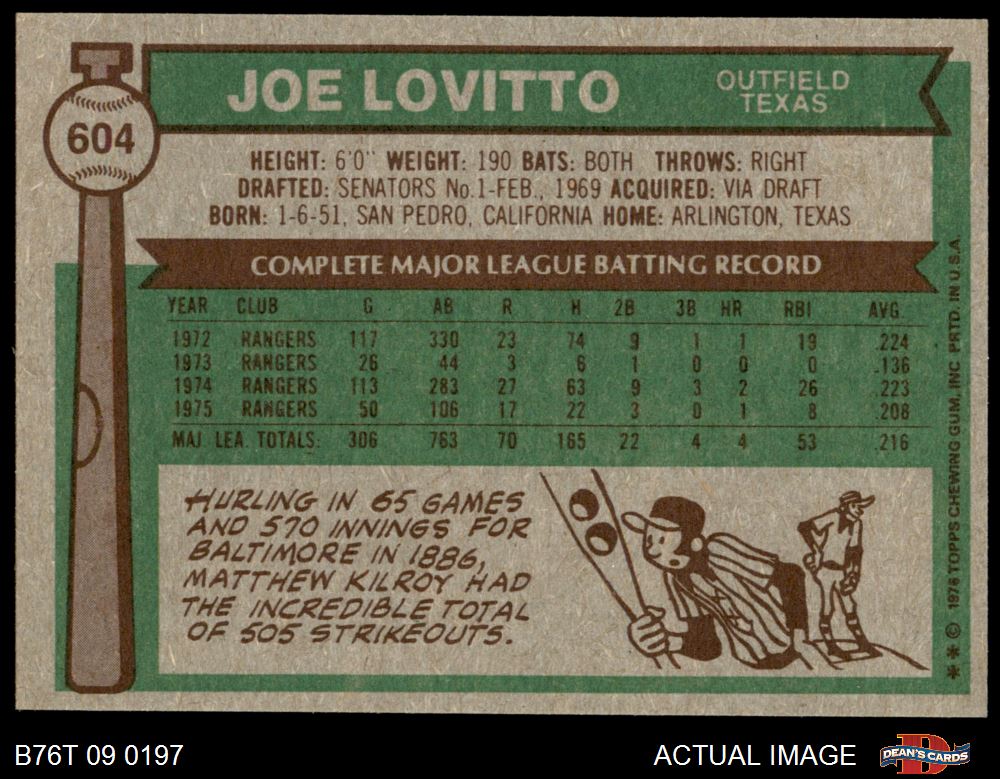 604
JOE LOVITTO
OUTFIELD
TEXAS
HEIGHT: 6'0" WEIGHT: 190 BATS: BOTH THROWS: RIGHT
DRAFTED: SENATORS No.1-FEB., 1969 ACQUIRED: VIA DRAFT
BORN: 1-6-51, SAN PEDRO, CALIFORNIA HOME: ARLINGTON, TEXAS
COMPLETE MAJOR LEAGUE BATTING RECORD
YEAR CLUB G AB R H 2B 3B HR RBI AVG.
1972 RANGERS 117 330 23 74 9 1 1 19 .224
1973 RANGERS 26 44 3 6 1 0 0 0 .136
1974 RANGERS 113 283 27 63 9 3 2 26 .223
1975 RANGERS 50 106 17 22 3 0 1 8 .208
MAJ LEA TOTALS: 306 763 70 165 22 4 4 53 .216
HURLING IN 65 GAMES
AND 570 INNINGS FOR
BALTIMORE IN 1886,
MATTHEW KILROY HAD
THE INCREDIBLE TOTAL
OF 505 STRIKEOUTS.
** © 1976 TOPPS CHEWING GUM, INC PRTD. IN U.S.A.
B76T 09 0197
ACTUAL IMAGE
D
DEAN'S CARDS